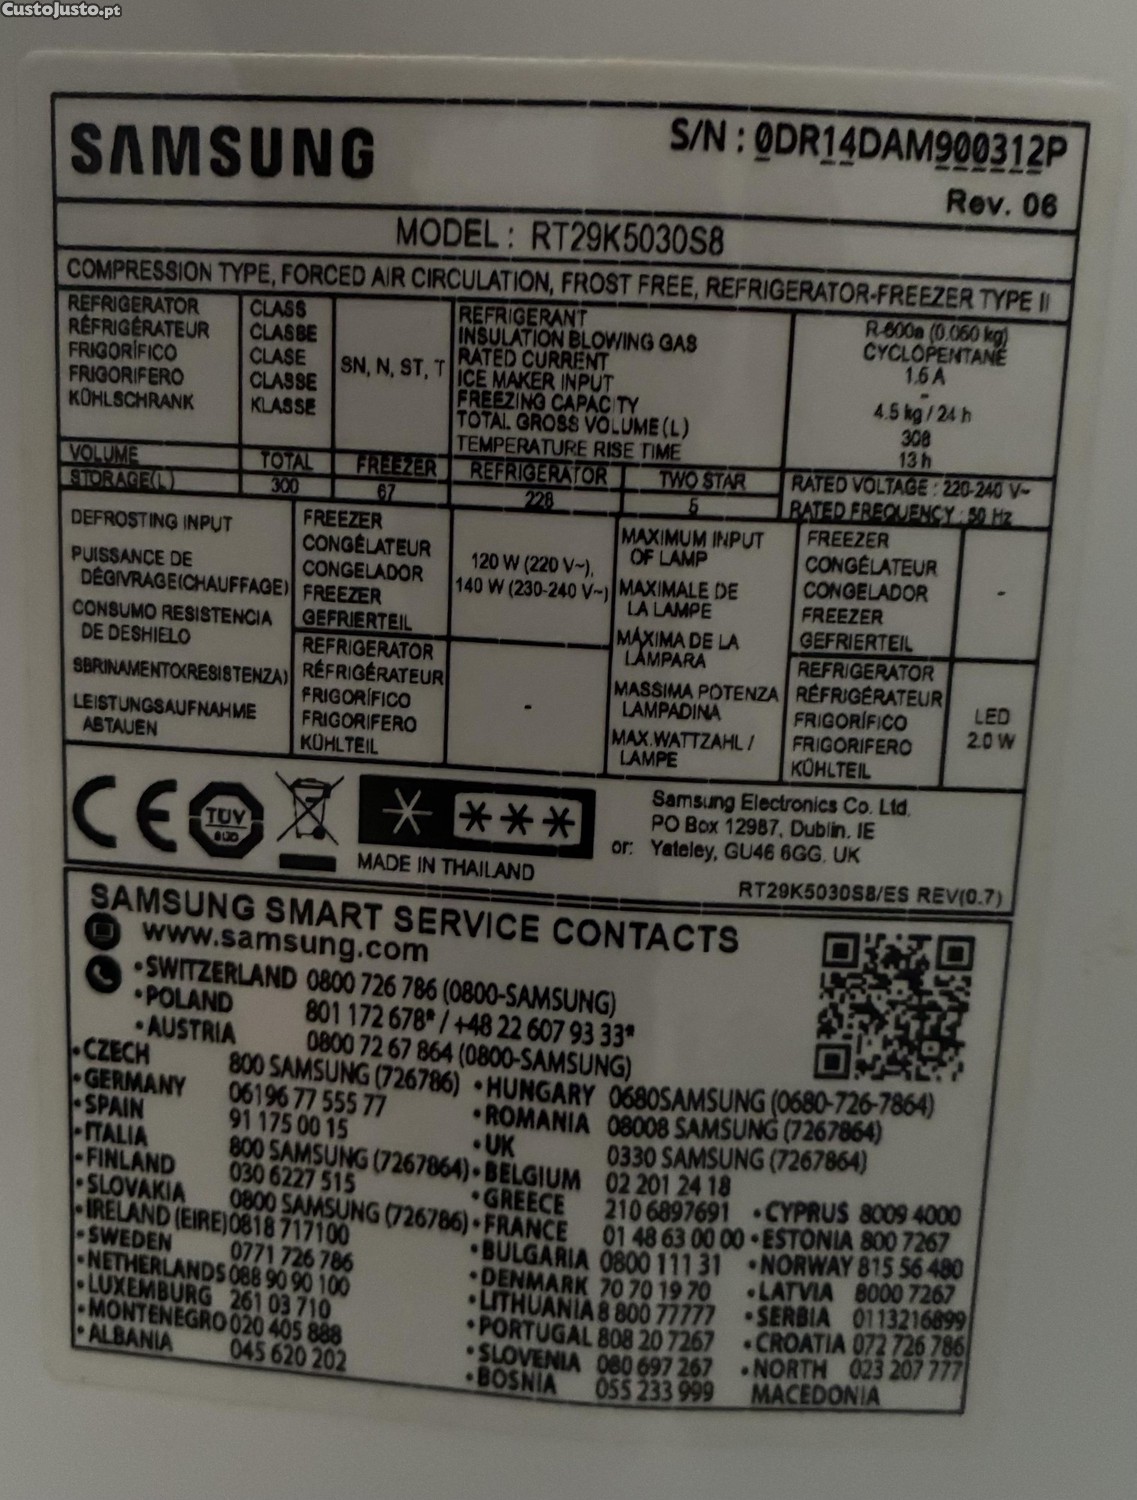 CustoJusto.pt
SAMSUNG
S/N : 0DR14DAM900312P
Rev. 06
MODEL : RT29K5030S8
COMPRESSION TYPE, FORCED AIR CIRCULATION, FROST FREE, REFRIGERATOR-FREEZER TYPE II
REFRIGERATOR
RÉFRIGÉRATEUR
FRIGORÍFICO
FRIGORIFERO
KÜHLSCHRANK
CLASS
CLASSE
CLASE
CLASSE
KLASSE
SN, N, ST, T
REFRIGERANT
INSULATION BLOWING GAS
RATED CURRENT
ICE MAKER INPUT
FREEZING CAPACITY
TOTAL GROSS VOLUME(L)
TEMPERATURE RISE TIME
R-600a (0.060 kg)
CYCLOPENTANE
1.6 A
-
4.5 kg / 24 h
308
13 h
VOLUME TOTAL FREEZER REFRIGERATOR TWO STAR
STORAGE(L) 300 67 228 5
RATED VOLTAGE : 220-240 V~
RATED FREQUENCY : 50 Hz
DEFROSTING INPUT
PUISSANCE DE
DÉGIVRAGE(CHAUFFAGE)
CONSUMO RESISTENCIA
DE DESHIELO
SBRINAMENTO(RESISTENZA)
LEISTUNGSAUFNAHME
ABTAUEN
FREEZER
CONGÉLATEUR
CONGELADOR
FREEZER
GEFRIERTEIL
120 W (220 V~),
140 W (230-240 V~)
REFRIGERATOR
RÉFRIGÉRATEUR
FRIGORÍFICO
FRIGORIFERO
KÜHLTEIL
-
MAXIMUM INPUT
OF LAMP
MAXIMALE DE
LA LAMPE
MÁXIMA DE LA
LÁMPARA
MASSIMA POTENZA
LAMPADINA
MAX.WATTZAHL /
LAMPE
FREEZER
CONGÉLATEUR
CONGELADOR
FREEZER
GEFRIERTEIL
-
REFRIGERATOR
RÉFRIGÉRATEUR
FRIGORÍFICO
FRIGORIFERO
KÜHLTEIL
LED
2.0 W
CE
TÜV
SÜD
MADE IN THAILAND
Samsung Electronics Co. Ltd.
PO Box 12987, Dublin. IE
or: Yateley, GU46 6GG. UK
RT29K5030S8/ES REV(0.7)
SAMSUNG SMART SERVICE CONTACTS
www.samsung.com
•SWITZERLAND 0800 726 786 (0800-SAMSUNG)
•POLAND 801 172 678* / +48 22 607 93 33*
•AUSTRIA 0800 72 67 864 (0800-SAMSUNG)
•CZECH 800 SAMSUNG (726786)
•GERMANY 06196 77 555 77
•SPAIN 91 175 00 15
•ITALIA 800 SAMSUNG (7267864)
•FINLAND 030 6227 515
•SLOVAKIA 0800 SAMSUNG (726786)
•IRELAND (EIRE) 0818 717100
•SWEDEN 0771 726 786
•NETHERLANDS 088 90 90 100
•LUXEMBURG 261 03 710
•MONTENEGRO 020 405 888
•ALBANIA 045 620 202
•HUNGARY 0680SAMSUNG (0680-726-7864)
•ROMANIA 08008 SAMSUNG (7267864)
•UK 0330 SAMSUNG (7267864)
•BELGIUM 02 201 24 18
•GREECE 210 6897691
•FRANCE 01 48 63 00 00
•BULGARIA 0800 111 31
•DENMARK 70 70 19 70
•LITHUANIA 8 800 77777
•PORTUGAL 808 20 7267
•SLOVENIA 080 697 267
•BOSNIA 055 233 999
•CYPRUS 8009 4000
•ESTONIA 800 7267
•NORWAY 815 56 480
•LATVIA 8000 7267
•SERBIA 0113216899
•CROATIA 072 726 786
•NORTH 023 207 777
MACEDONIA